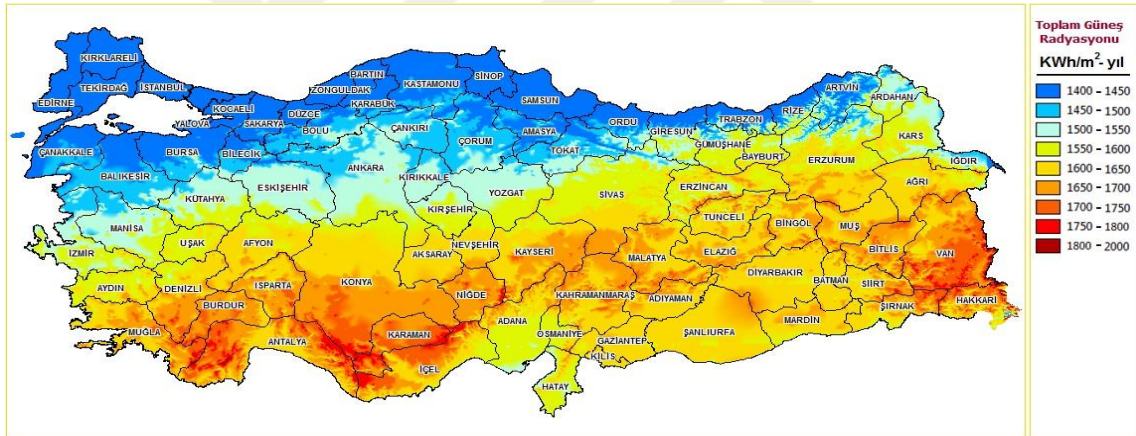 KIRKLARELİ
TEKİRDAĞ
İSTANBUL
EDİRNE
KOCAELİ
YALOVA
SAKARYA
DÜZCE
ZONGULDAK
BARTIN
KARABÜK
KASTAMONU
SİNOP
SAMSUN
BOLU
ÇANKIRI
ÇORUM
AMASYA
TOKAT
ORDU
GİRESUN
TRABZON
RİZE
ARTVİN
ARDAHAN
KARS
GÜMÜŞHANE
BAYBURT
ERZURUM
IĞDIR
AĞRI
ÇANAKKALE
BURSA
BİLECİK
BALIKESİR
KÜTAHYA
ESKİŞEHİR
ANKARA
KIRIKKALE
YOZGAT
SİVAS
ERZİNCAN
TUNCELİ
BİNGÖL
MUŞ
BİTLİS
VAN
MANİSA
İZMİR
UŞAK
AFYON
KIRŞEHİR
NEVŞEHİR
AKSARAY
KAYSERİ
MALATYA
ELAZIĞ
DİYARBAKIR
BATMAN
SİİRT
ŞIRNAK
HAKKARİ
AYDIN
DENİZLİ
ISPARTA
BURDUR
KONYA
NİĞDE
KAHRAMANMARAŞ
ADIYAMAN
ŞANLIURFA
MARDİN
MUĞLA
ANTALYA
KARAMAN
İÇEL
ADANA
OSMANİYE
GAZİANTEP
KİLİS
HATAY
Toplam Güneş
Radyasyonu
KWh/m²-yıl
1400 - 1450
1450 - 1500
1500 - 1550
1550 - 1600
1600 - 1650
1650 - 1700
1700 - 1750
1750 - 1800
1800 - 2000